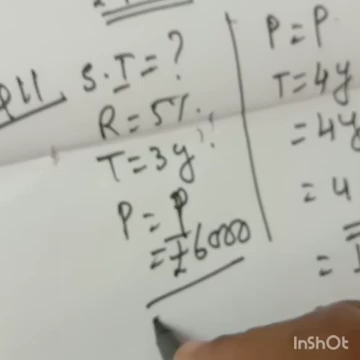 Q11
S.I = ?
R = 5%.
T = 3y
P = P
= ₹6000
P = P
T = 4y
= 4y
= 4
=
InShOt